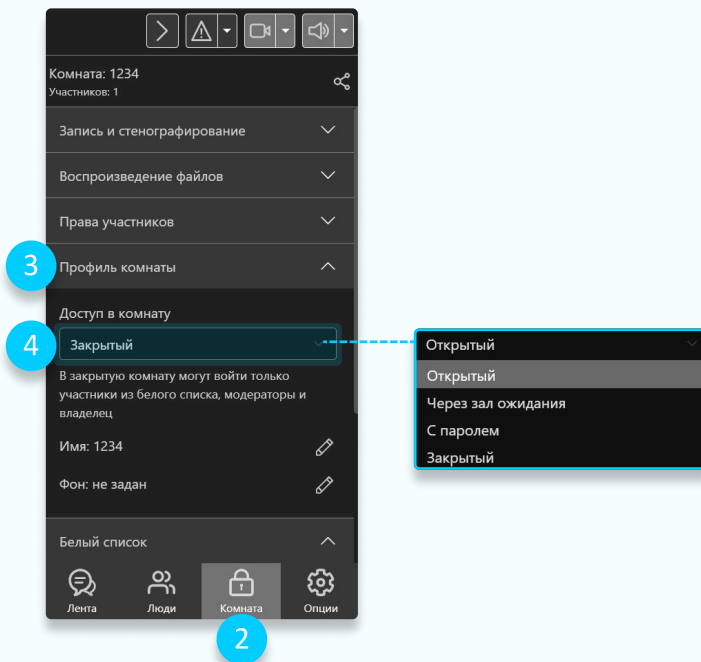 Комната: 1234
Участников: 1
Запись и стенографирование
Воспроизведение файлов
Права участников
3
Профиль комнаты
Доступ в комнату
4
Закрытый
В закрытую комнату могут войти только
участники из белого списка, модераторы и
владелец
Имя: 1234
Фон: не задан
Белый список
Лента
Люди
Комната
Опции
2
Открытый
Открытый
Через зал ожидания
С паролем
Закрытый